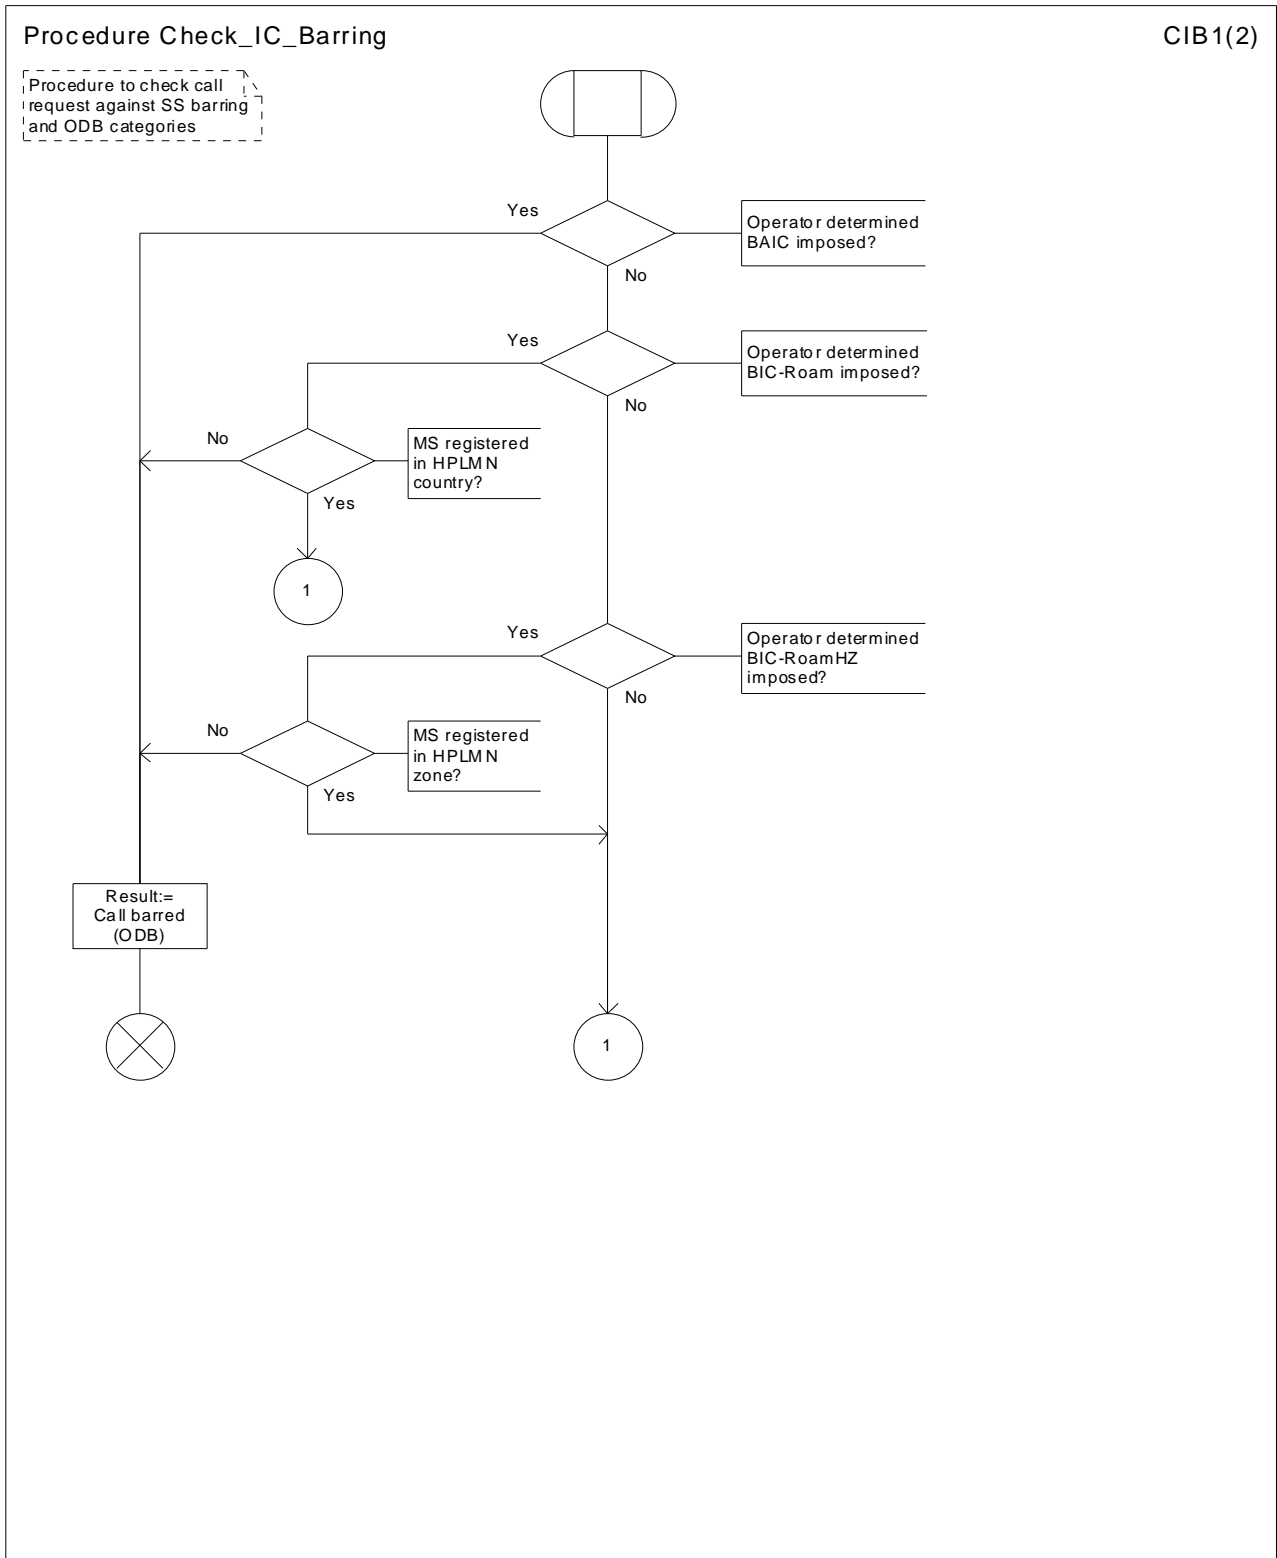 Procedure Check_IC_Barring
CIB1(2)
Procedure to check call
request against SS barring
and ODB categories
Yes
Operator determined
BAIC imposed?
No
Yes
Operator determined
BIC-Roam imposed?
No
No
MS registered
in HPLMN
country?
Yes
1
Yes
Operator determined
BIC-RoamHZ
imposed?
No
No
MS registered
in HPLMN
zone?
Yes
Result:=
Call barred
(ODB)
1